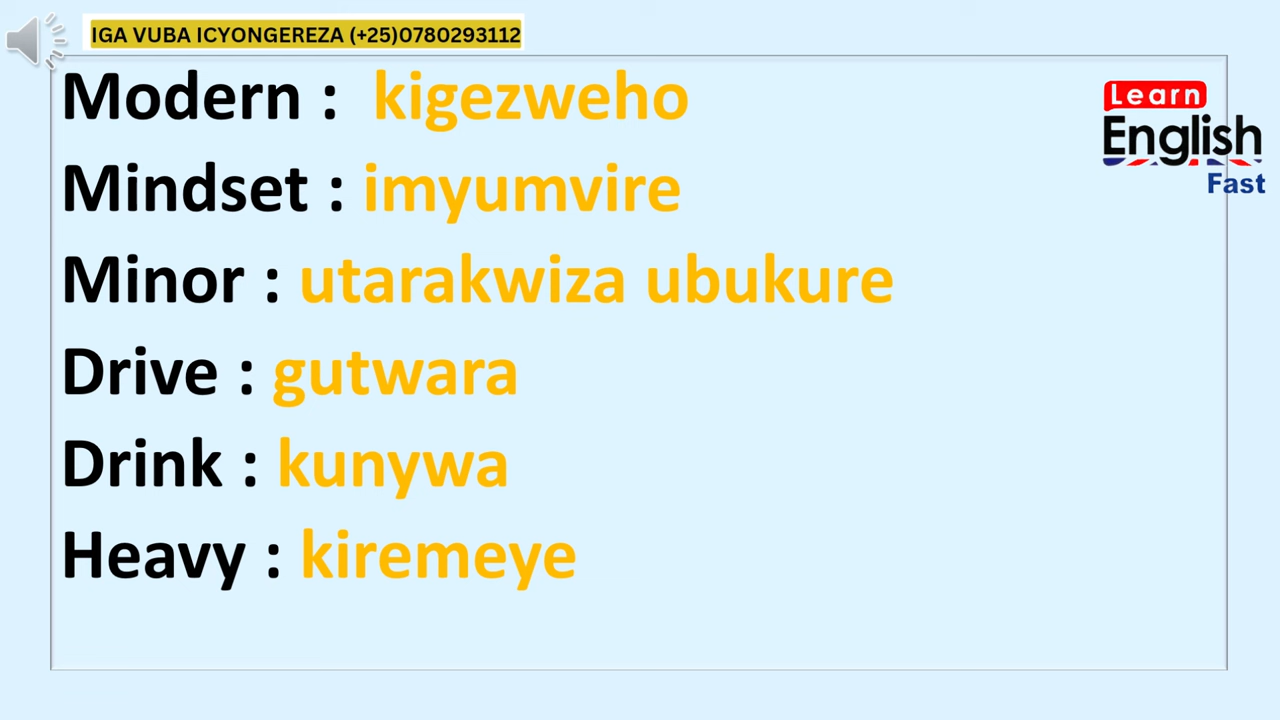 IGA VUBA ICYONGEREZA (+25)0780293112
Modern : kigezweho
Mindset : imyumvire
Minor : utarakwiza ubukure
Drive : gutwara
Drink : kunywa
Heavy : kiremeye
Learn
English
Fast